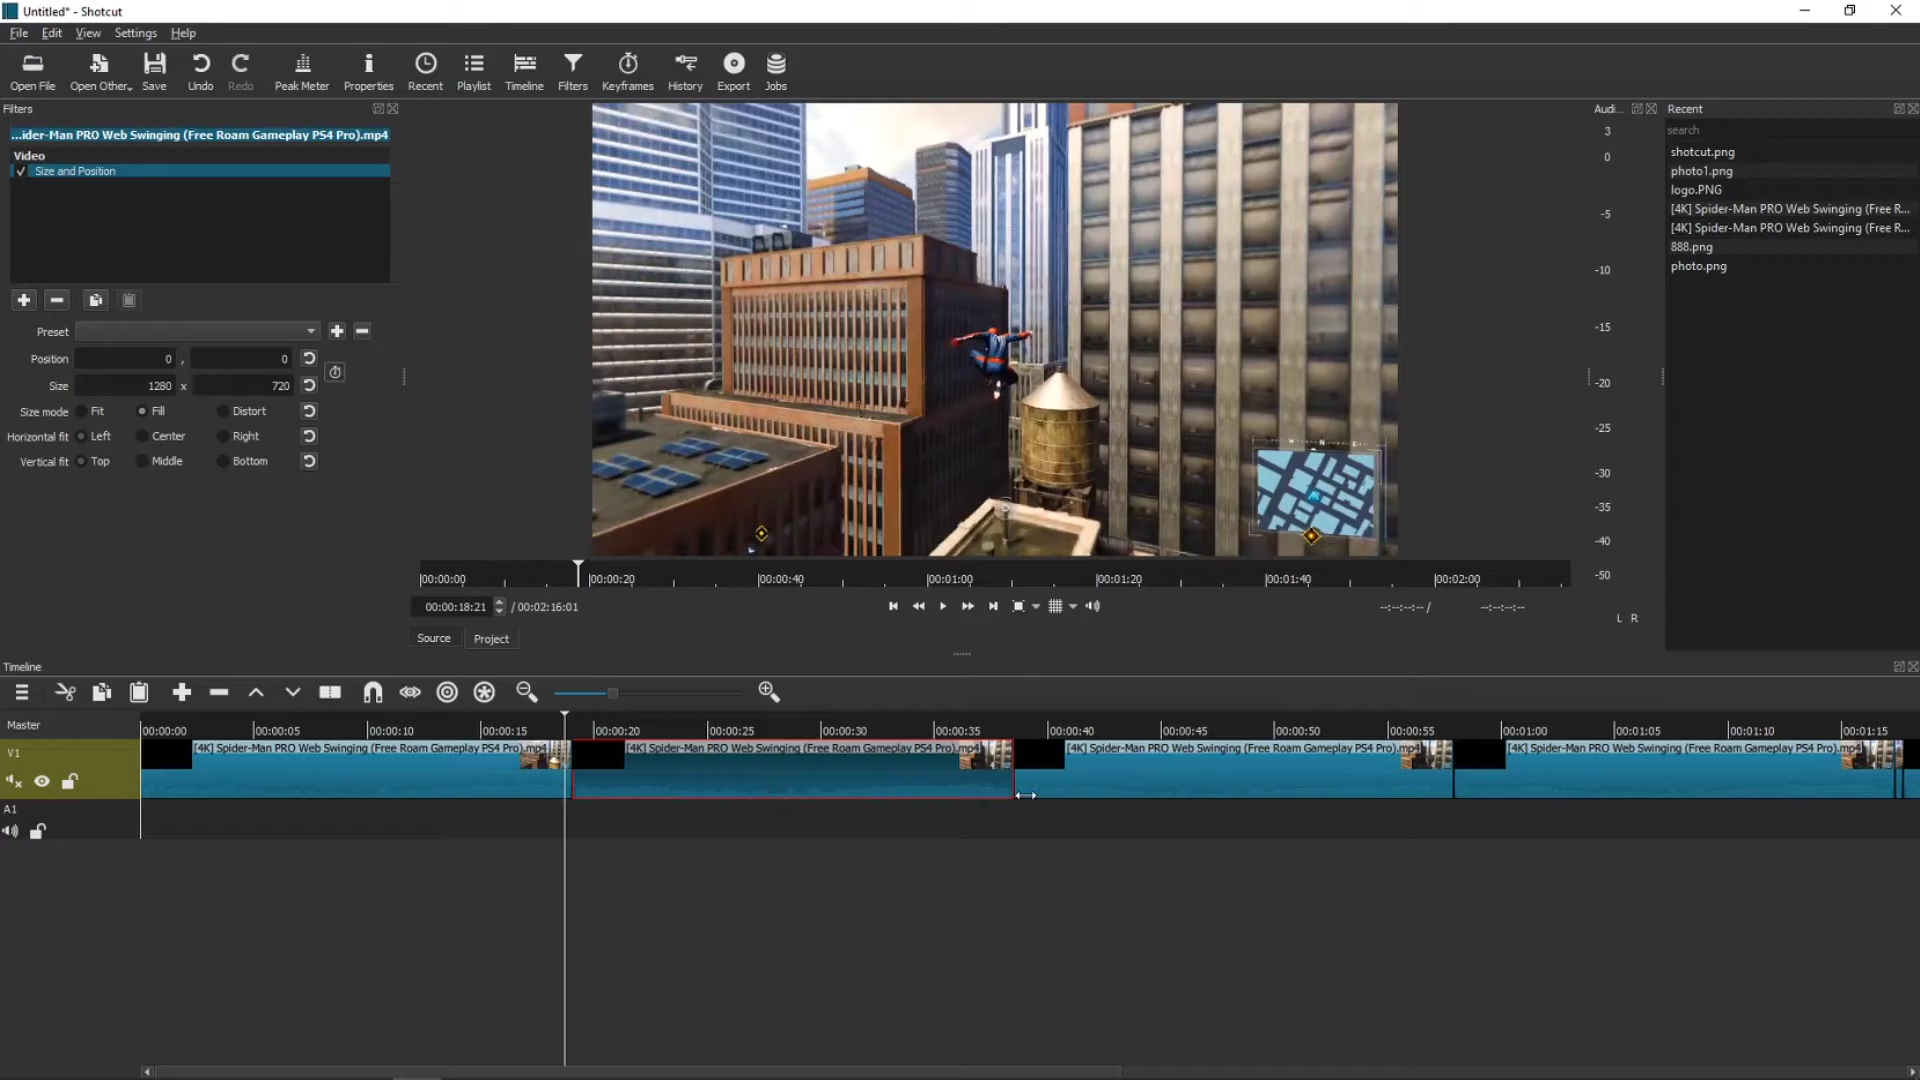 Untitled* - Shotcut
File Edit View Settings Help
Open File Open Other.. Save Undo Redo Peak Meter Properties Recent Playlist Timeline Filters Keyframes History Export Jobs
Filters
...ider-Man PRO Web Swinging (Free Roam Gameplay PS4 Pro).mp4
Video
Size and Position
Preset
Position 0 , 0
Size 1280 x 720
Size mode Fit Fill Distort
Horizontal fit Left Center Right
Vertical fit Top Middle Bottom
W N E
Audi...
3
0
-5
-10
-15
-20
-25
-30
-35
-40
-50
L R
Recent
search
shotcut.png
photo1.png
logo.PNG
[4K] Spider-Man PRO Web Swinging (Free R...
[4K] Spider-Man PRO Web Swinging (Free R...
888.png
photo.png
00:00:00 00:00:20 00:00:40 00:01:00 00:01:20 00:01:40 00:02:00
00:00:18:21 / 00:02:16:01 --:--:--:-- / --:--:--:--
Source Project
Timeline
Master
00:00:00 00:00:05 00:00:10 00:00:15 00:00:20 00:00:25 00:00:30 00:00:35 00:00:40 00:00:45 00:00:50 00:00:55 00:01:00 00:01:05 00:01:10 00:01:15
V1
[4K] Spider-Man PRO Web Swinging (Free Roam Gameplay PS4 Pro).mp4
[4K] Spider-Man PRO Web Swinging (Free Roam Gameplay PS4 Pro).mp4
[4K] Spider-Man PRO Web Swinging (Free Roam Gameplay PS4 Pro).mp4
[4K] Spider-Man PRO Web Swinging (Free Roam Gameplay PS4 Pro).mp4
A1